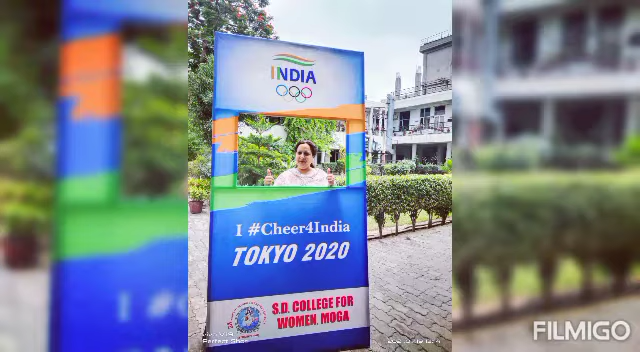 INDIA
I #Cheer4India
TOKYO 2020
S.D. COLLEGE FOR
WOMEN, MOGA
FILMIGO